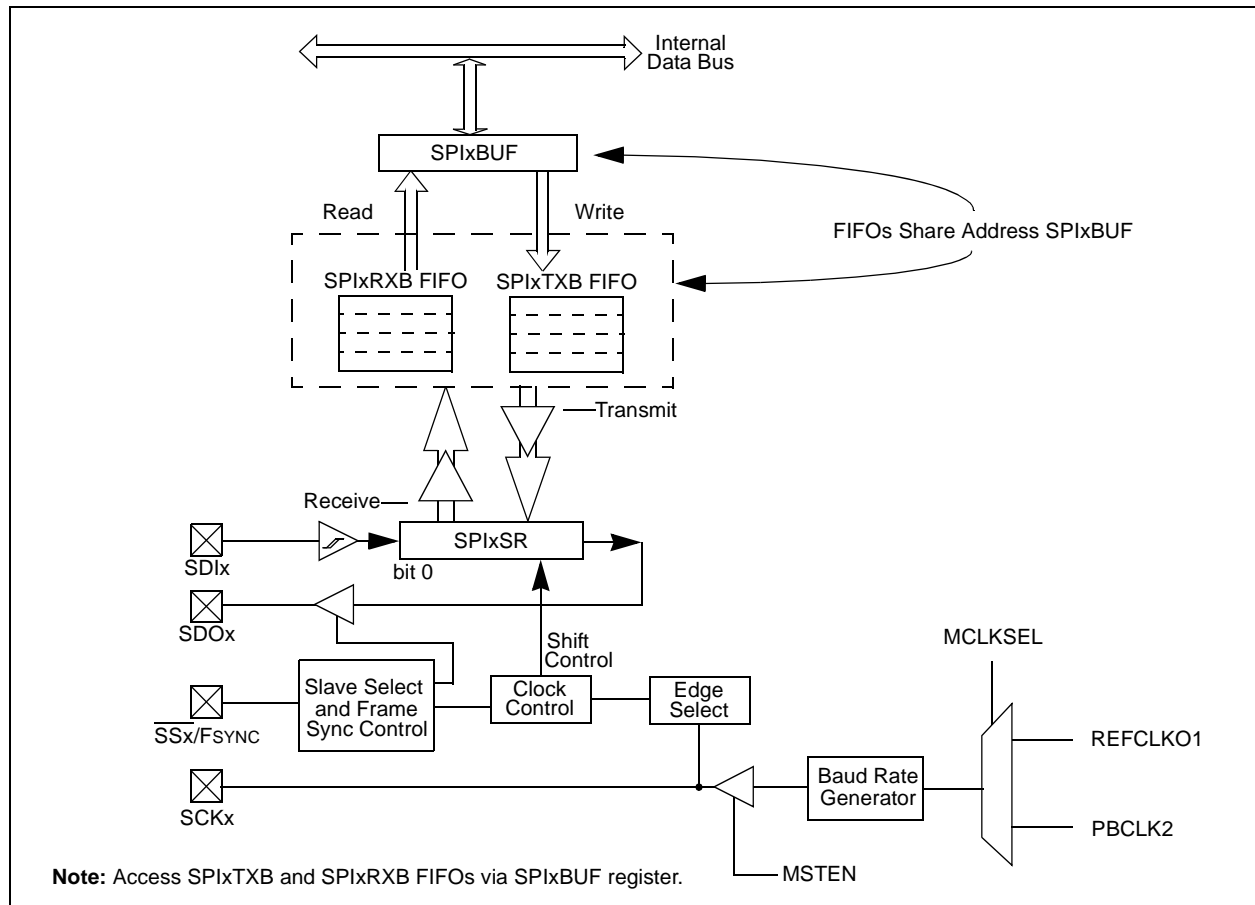 Internal
Data Bus
SPIxBUF
Read
Write
FIFOs Share Address SPIxBUF
SPIxRXB FIFO
SPIxTXB FIFO
Transmit
Receive
SPIxSR
SDIx
bit 0
SDOx
Shift
Control
MCLKSEL
Slave Select
and Frame
Sync Control
Clock
Control
Edge
Select
SSx/FSYNC
REFCLKO1
Baud Rate
Generator
SCKx
PBCLK2
MSTEN
Note: Access SPIxTXB and SPIxRXB FIFOs via SPIxBUF register.